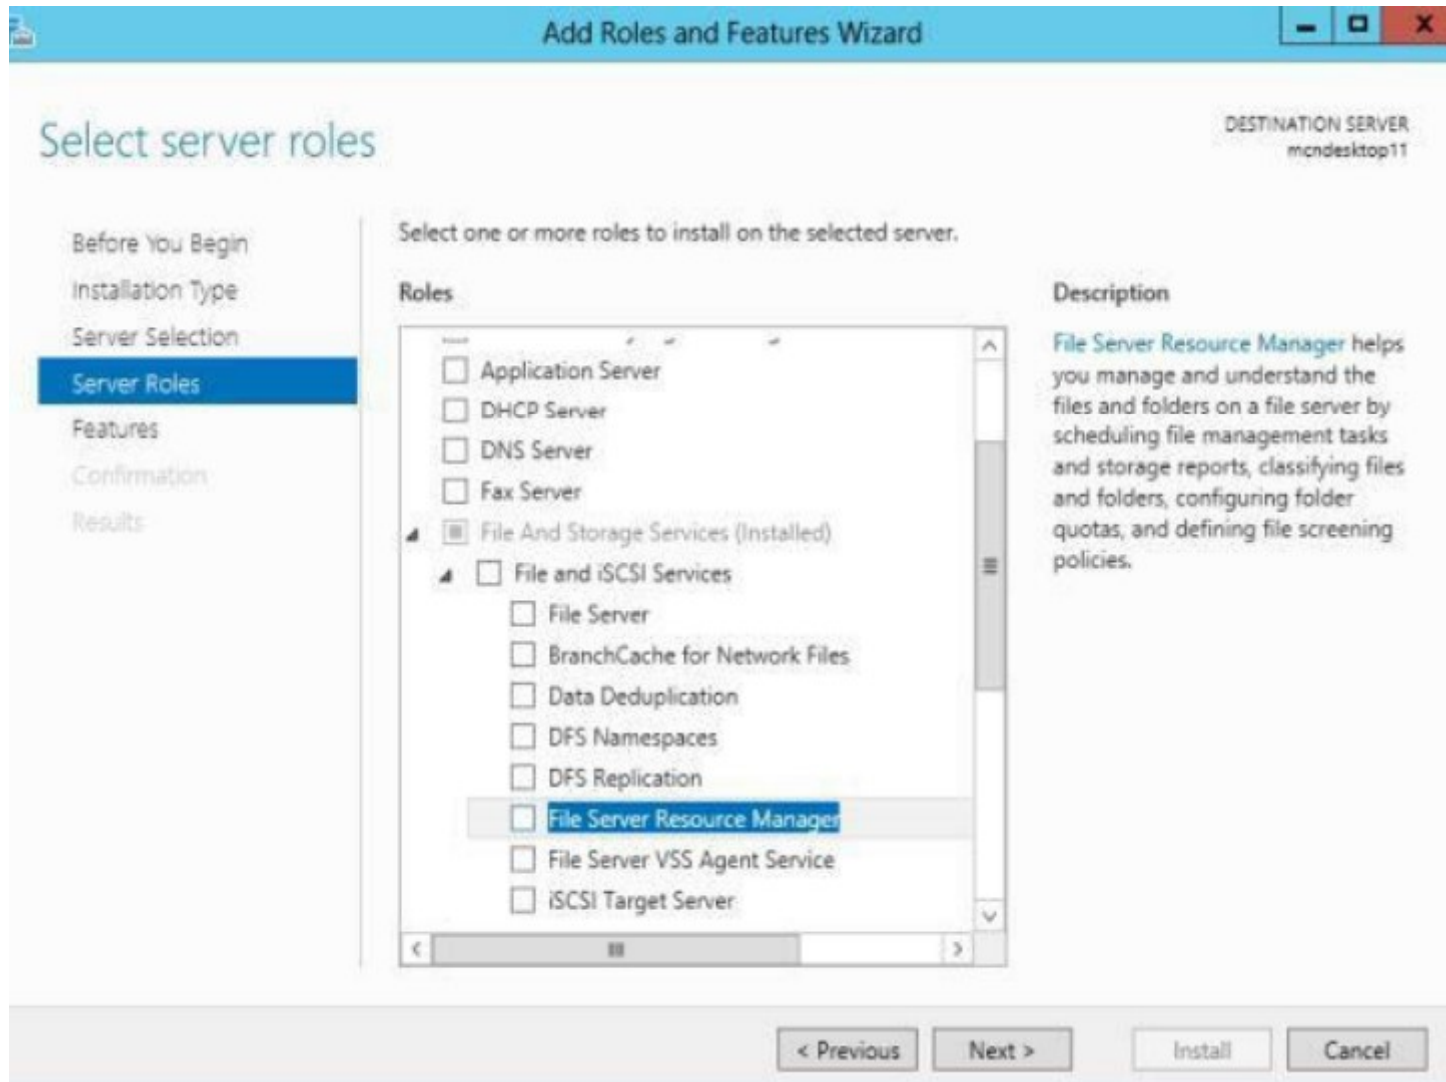 Add Roles and Features Wizard
Select server roles
DESTINATION SERVER
mcndesktop11
Before You Begin
Installation Type
Server Selection
Server Roles
Features
Confirmation
Results
Select one or more roles to install on the selected server.
Roles
Application Server
DHCP Server
DNS Server
Fax Server
File And Storage Services (Installed)
File and iSCSI Services
File Server
BranchCache for Network Files
Data Deduplication
DFS Namespaces
DFS Replication
File Server Resource Manager
File Server VSS Agent Service
iSCSI Target Server
Description
File Server Resource Manager helps
you manage and understand the
files and folders on a file server by
scheduling file management tasks
and storage reports, classifying files
and folders, configuring folder
quotas, and defining file screening
policies.
< Previous
Next >
Install
Cancel